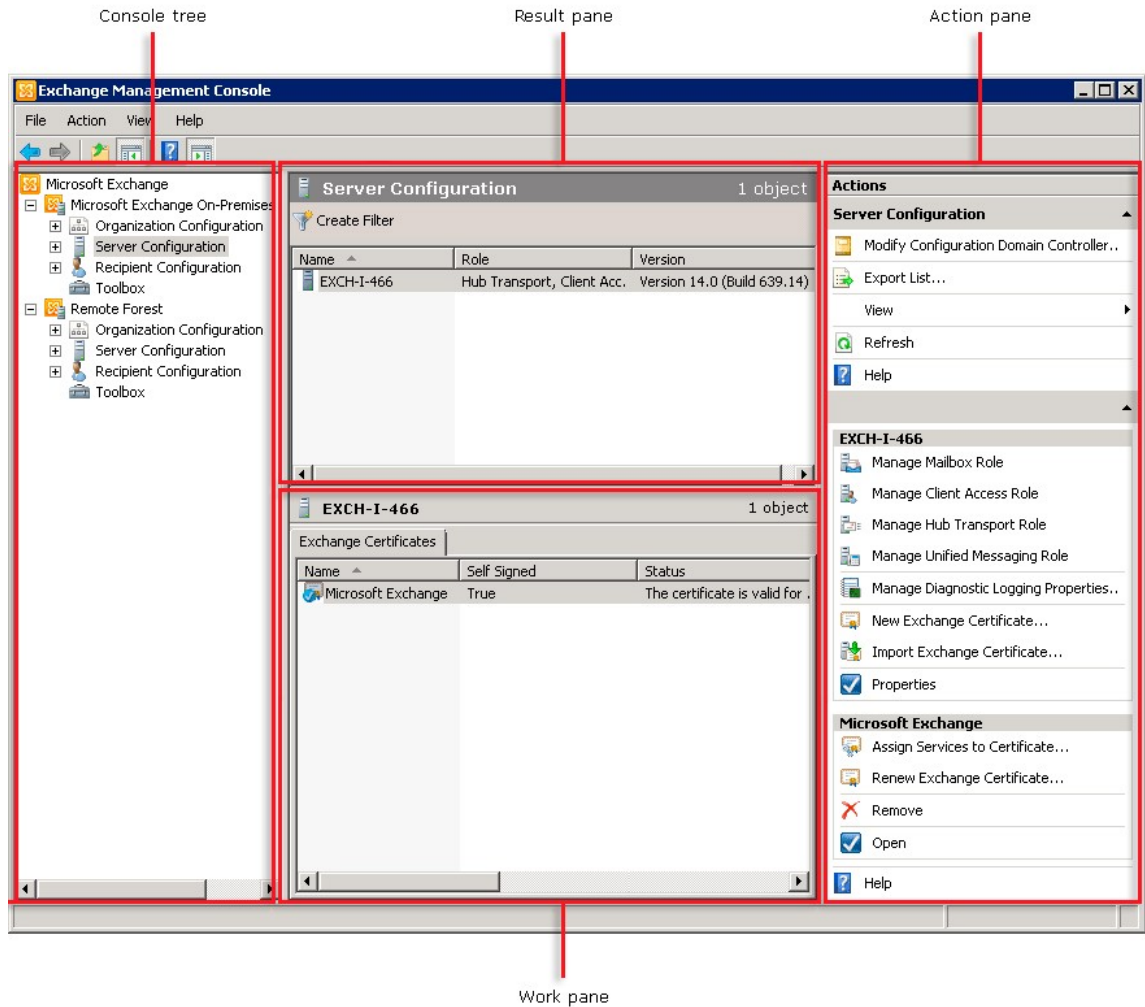 Console tree
Result pane
Action pane
Exchange Management Console
File Action View Help
Microsoft Exchange
Microsoft Exchange On-Premises
Organization Configuration
Server Configuration
Recipient Configuration
Toolbox
Remote Forest
Organization Configuration
Server Configuration
Recipient Configuration
Toolbox
Server Configuration 1 object
Create Filter
Name Role Version
EXCH-I-466 Hub Transport, Client Acc. Version 14.0 (Build 639.14)
EXCH-I-466 1 object
Exchange Certificates
Name Self Signed Status
Microsoft Exchange True The certificate is valid for .
Actions
Server Configuration
Modify Configuration Domain Controller..
Export List...
View
Refresh
Help
EXCH-I-466
Manage Mailbox Role
Manage Client Access Role
Manage Hub Transport Role
Manage Unified Messaging Role
Manage Diagnostic Logging Properties..
New Exchange Certificate...
Import Exchange Certificate...
Properties
Microsoft Exchange
Assign Services to Certificate...
Renew Exchange Certificate...
Remove
Open
Help
Work pane